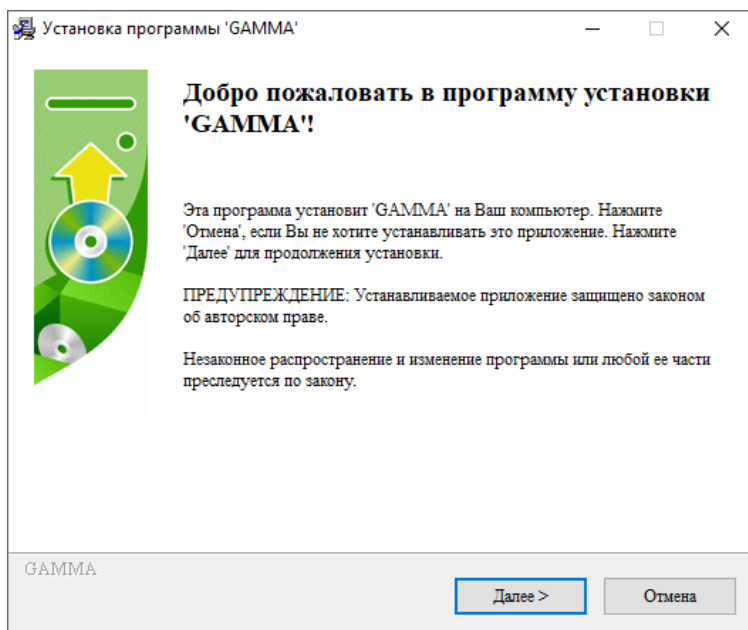 Установка программы 'GAMMA'
Добро пожаловать в программу установки
'GAMMA'!
Эта программа установит 'GAMMA' на Ваш компьютер. Нажмите
'Отмена', если Вы не хотите устанавливать это приложение. Нажмите
'Далее' для продолжения установки.
ПРЕДУПРЕЖДЕНИЕ: Устанавливаемое приложение защищено законом
об авторском праве.
Незаконное распространение и изменение программы или любой ее части
преследуется по закону.
GAMMA
Далее >
Отмена